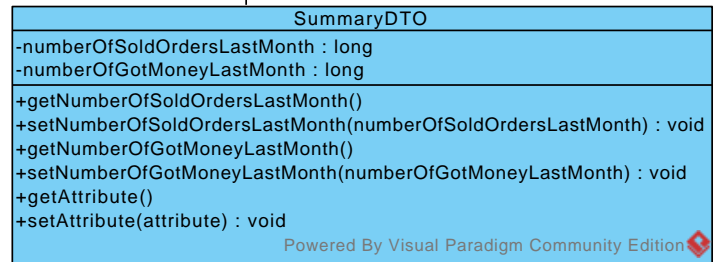 SummaryDTO
-numberOfSoldOrdersLastMonth : long
-numberOfGotMoneyLastMonth : long
+getNumberOfSoldOrdersLastMonth()
+setNumberOfSoldOrdersLastMonth(numberOfSoldOrdersLastMonth) : void
+getNumberOfGotMoneyLastMonth()
+setNumberOfGotMoneyLastMonth(numberOfGotMoneyLastMonth) : void
+getAttribute()
+setAttribute(attribute) : void
Powered By Visual Paradigm Community Edition